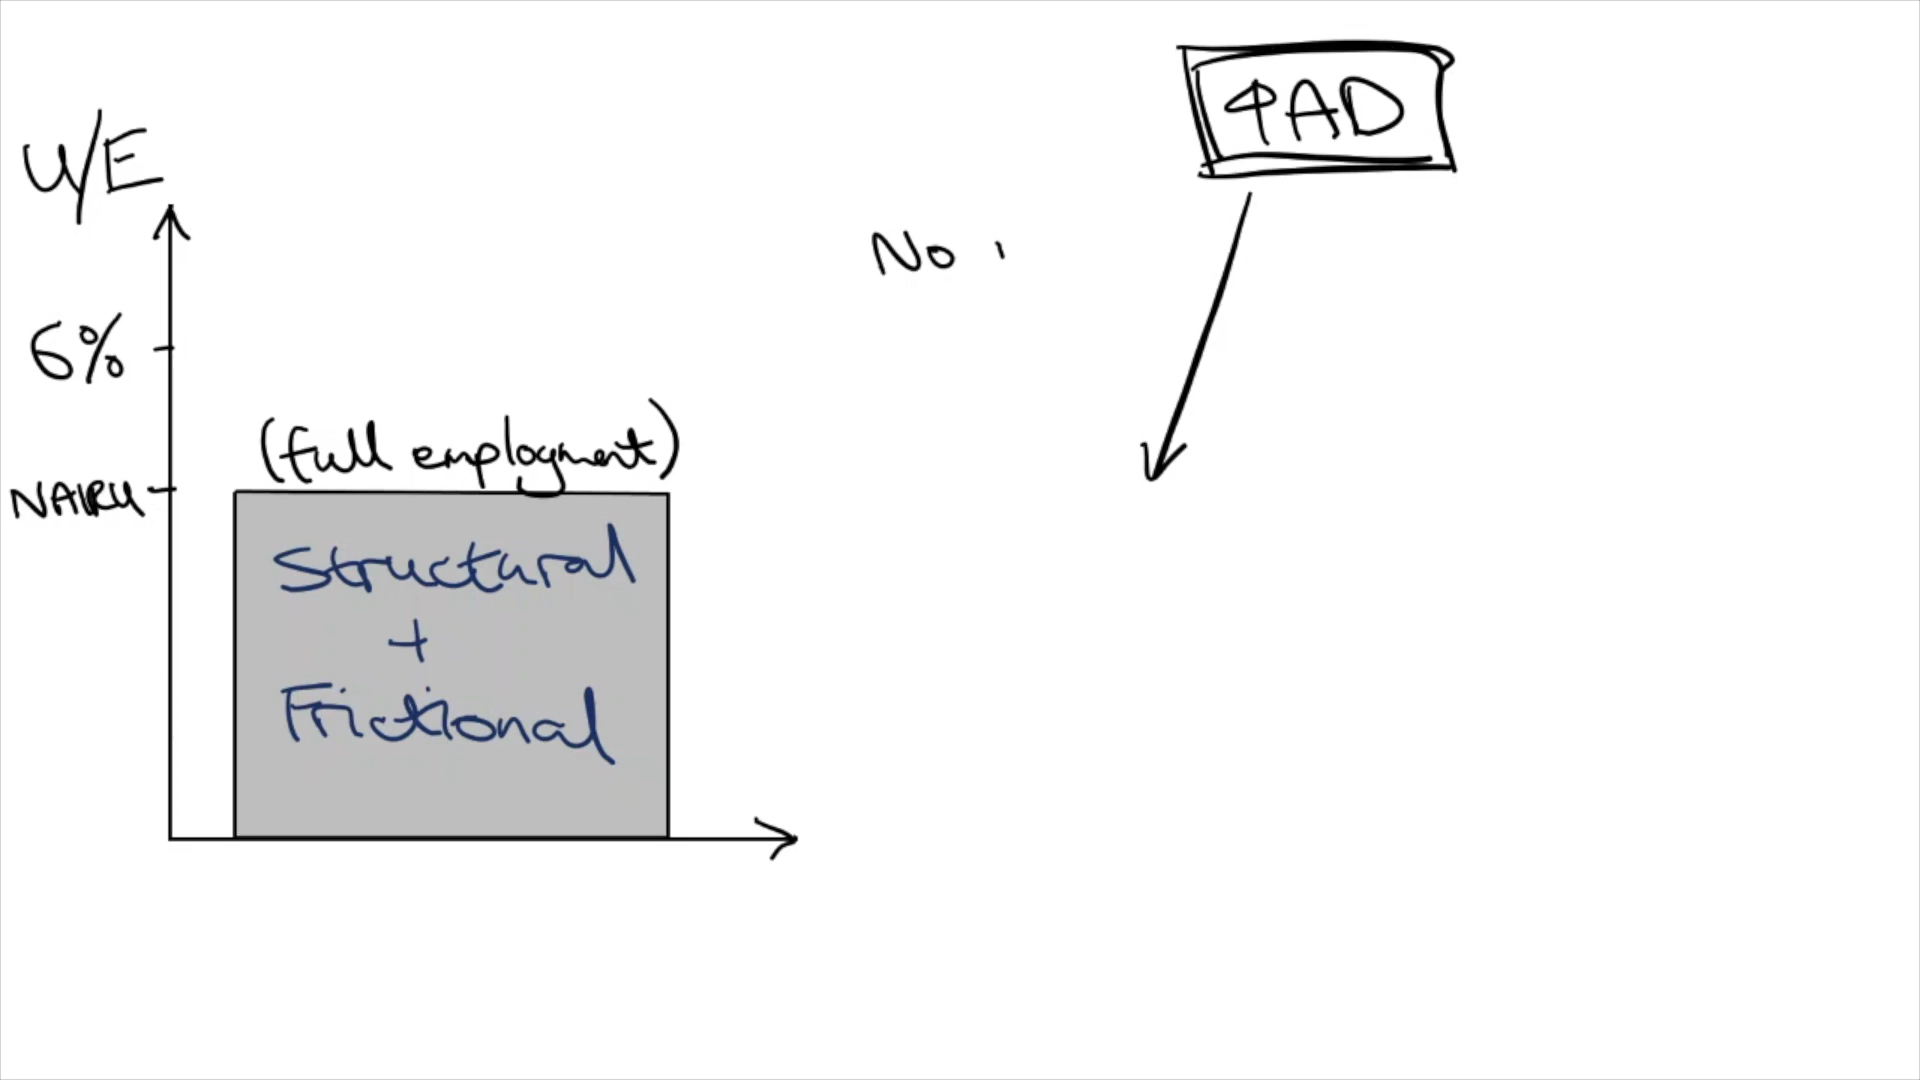 U/E
6%
NAIRU
(full employment)
Structural
+
Frictional
↑AD
No